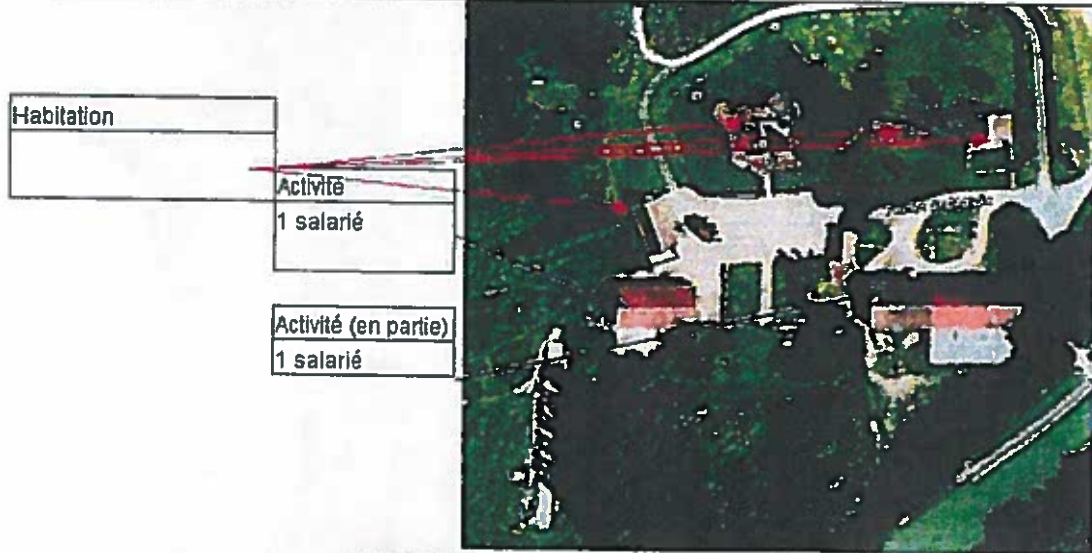 Habitation
Activité
1 salarié
Activité (en partie)
1 salarié